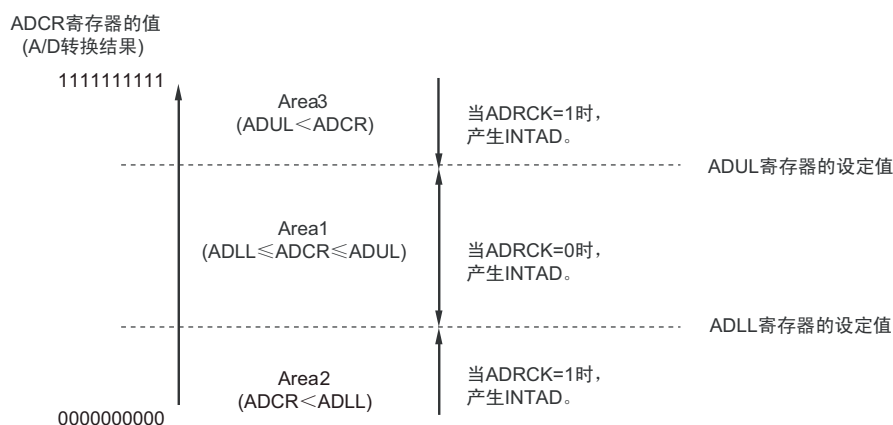 ADCR寄存器的值
(A/D转换结果)
1111111111
Area3
(ADUL＜ADCR)
当ADRCK=1时，
产生INTAD。
ADUL寄存器的设定值
Area1
(ADLL≤ADCR≤ADUL)
当ADRCK=0时，
产生INTAD。
ADLL寄存器的设定值
Area2
(ADCR＜ADLL)
当ADRCK=1时，
产生INTAD。
0000000000